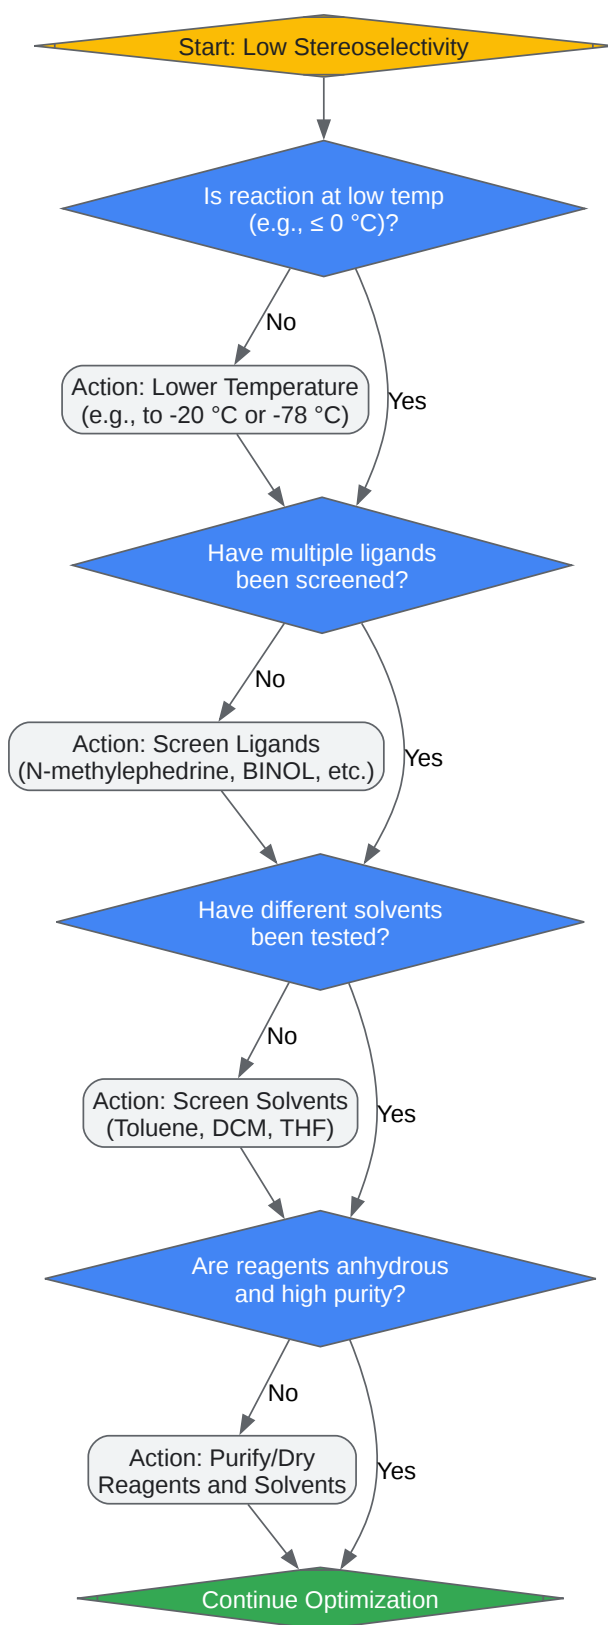 Start: Low Stereoselectivity
Is reaction at low temp
(e.g., ≤ 0 °C)?
No
Action: Lower Temperature
(e.g., to -20 °C or -78 °C)
Yes
Have multiple ligands
been screened?
No
Action: Screen Ligands
(N-methylephedrine, BINOL, etc.)
Yes
Have different solvents
been tested?
No
Action: Screen Solvents
(Toluene, DCM, THF)
Yes
Are reagents anhydrous
and high purity?
No
Action: Purify/Dry
Reagents and Solvents
Yes
Continue Optimization